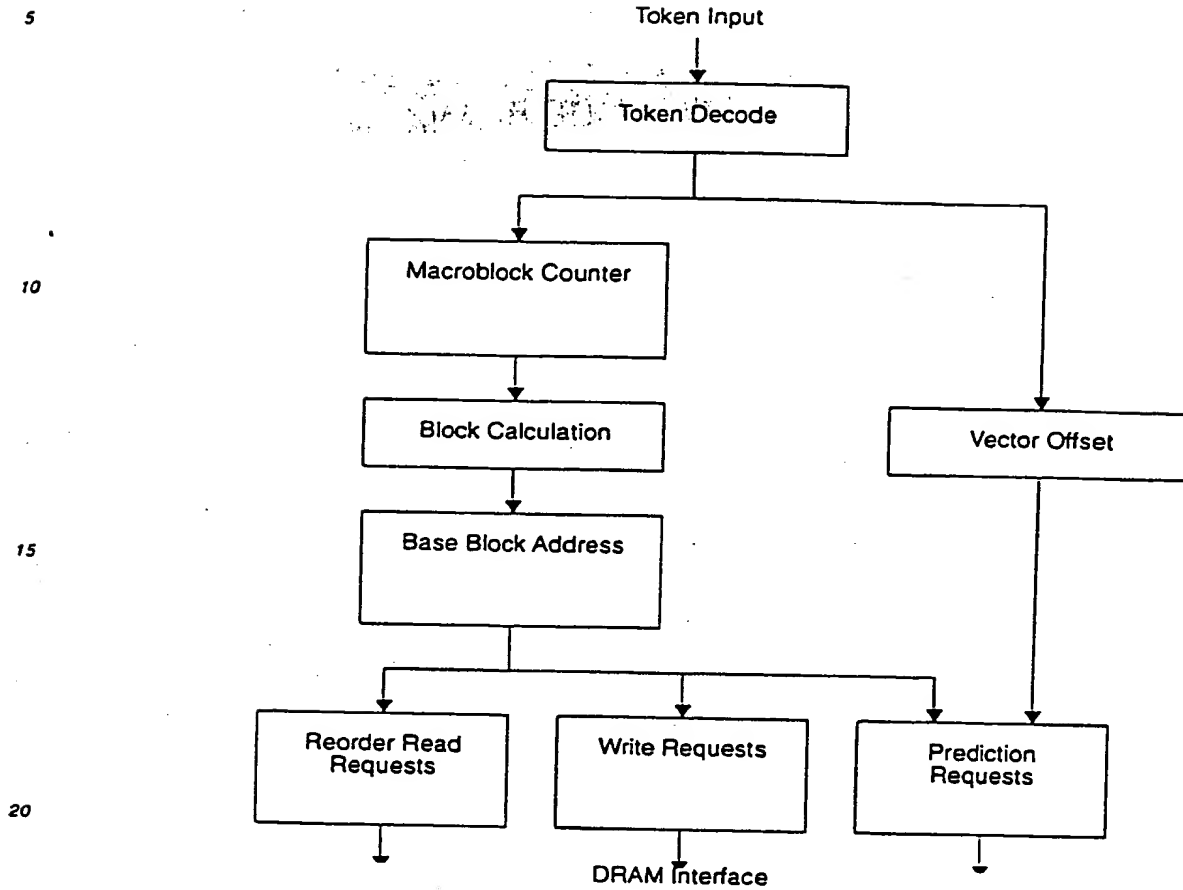 5
Token Input
Token Decode
Macroblock Counter
10
Block Calculation
Vector Offset
Base Block Address
15
Reorder Read
Requests
Write Requests
Prediction
Requests
20
DRAM Interface